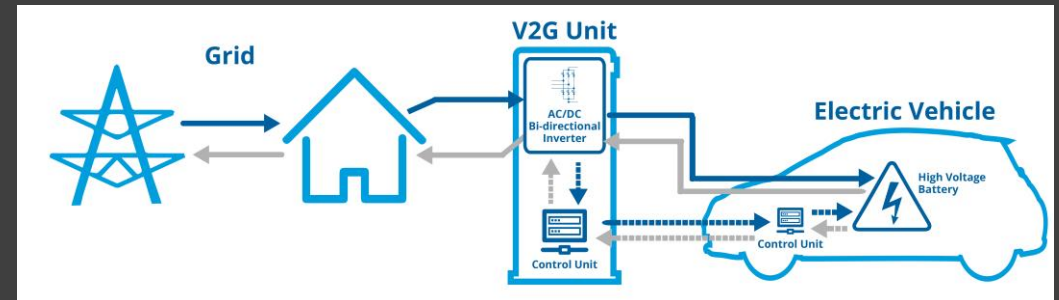 Grid
V2G Unit
AC/DC
Bi-directional
Inverter
Control Unit
Electric Vehicle
High Voltage
Battery
Control Unit